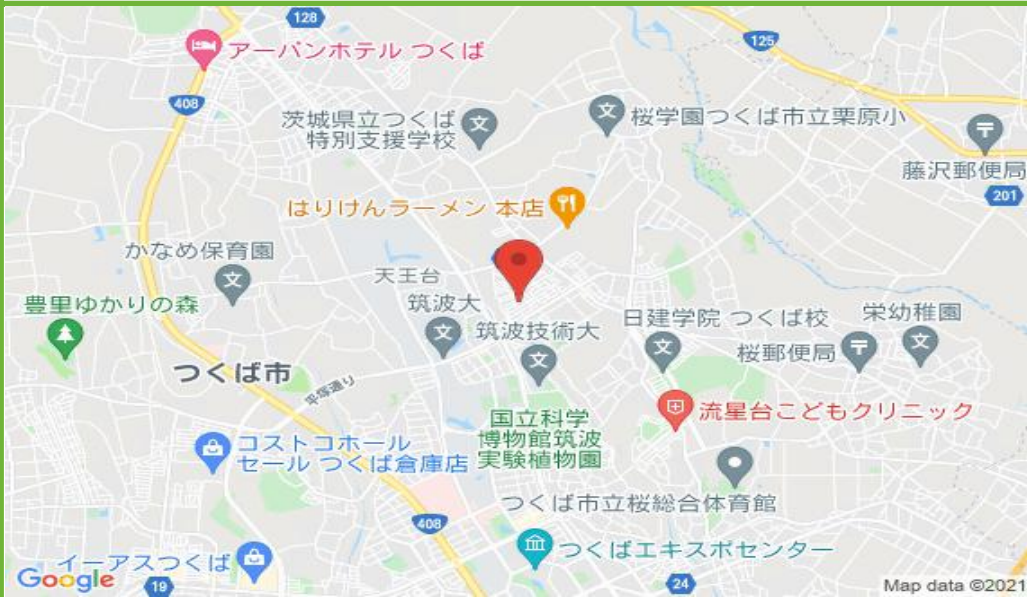 128
アーバンホテル つくば
125
408
茨城県立つくば
特別支援学校
桜学園つくば市立栗原小
藤沢郵便局
201
はりけんラーメン 本店
かなめ保育園
天王台
豊里ゆかりの森
筑波大
筑波技術大
日建学院 つくば校
栄幼稚園
桜郵便局
つくば市
平塚通り
流星台こどもクリニック
国立科学
博物館筑波
実験植物園
コストコホール
セール つくば倉庫店
つくば市立桜総合体育館
408
つくばエキスポセンター
イーアスつくば
Google
19
24
Map data ©2021